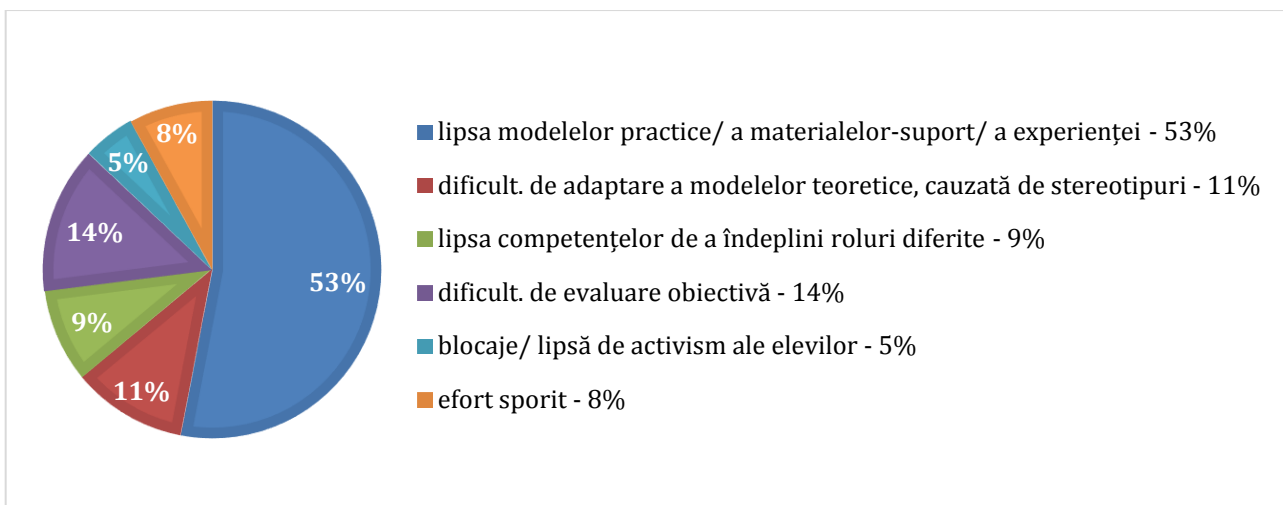 lipsa modelelor practice/ a materialelor-suport/ a experienței - 53%
dificult. de adaptare a modelelor teoretice, cauzată de stereotipuri - 11%
lipsa competențelor de a îndeplini roluri diferite - 9%
dificult. de evaluare obiectivă - 14%
blocaje/ lipsă de activism ale elevilor - 5%
efort sporit - 8%
8%
5%
14%
53%
9%
11%